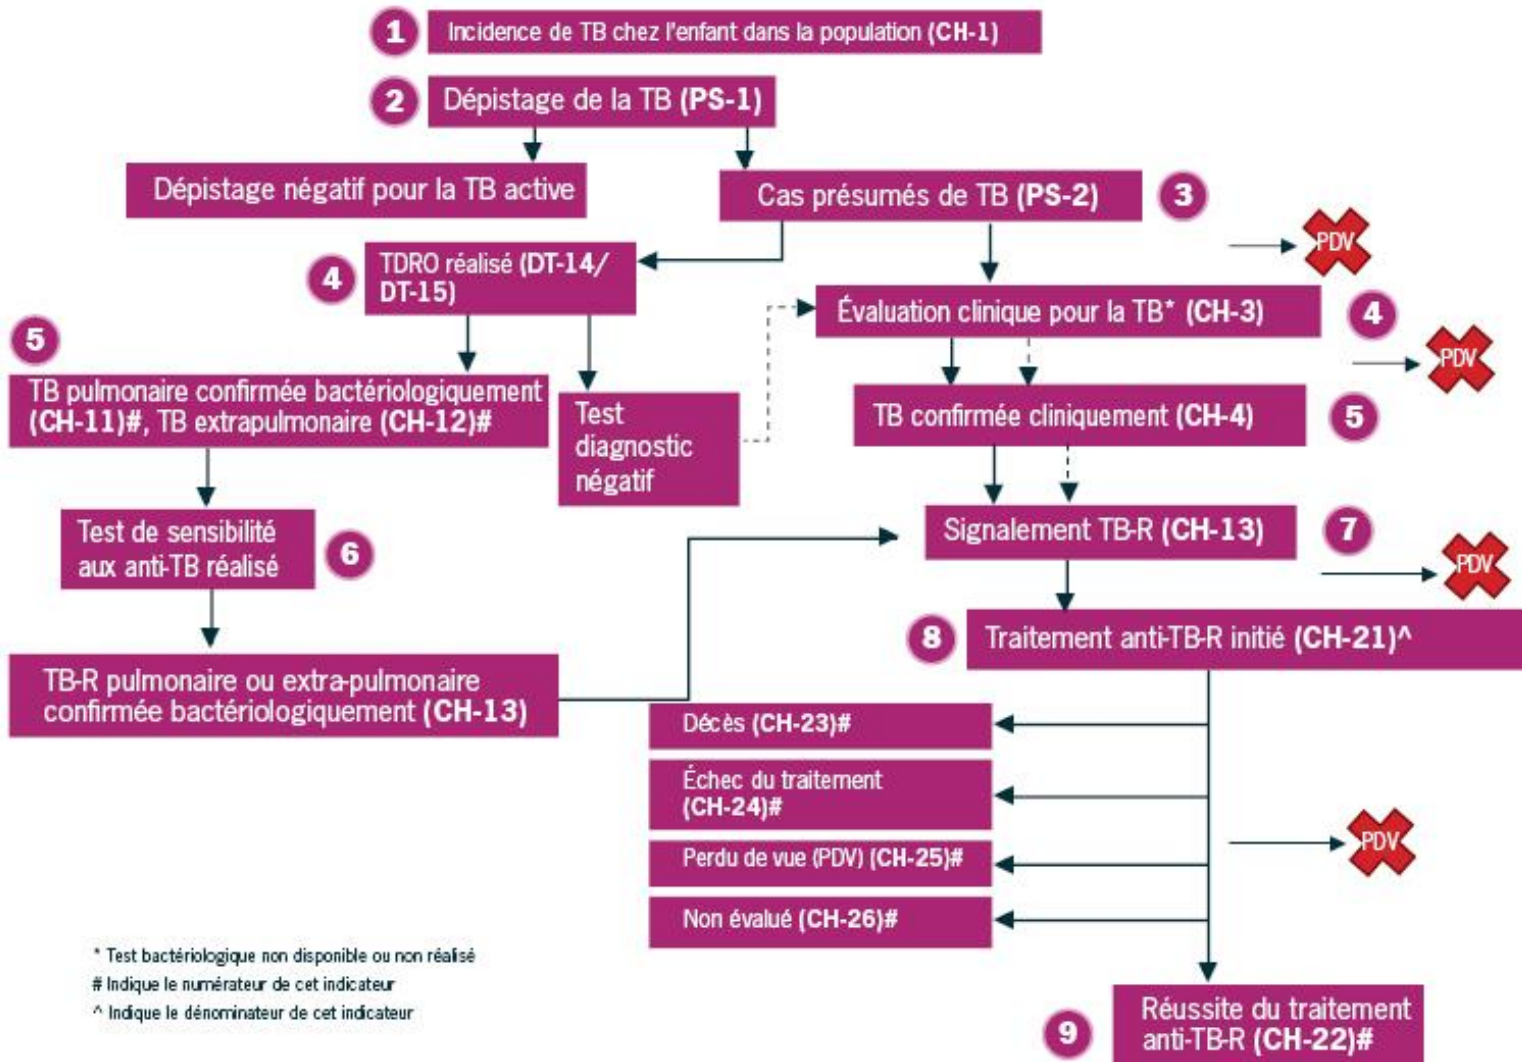 1
Incidence de TB chez l'enfant dans la population (CH-1)
2
Dépistage de la TB (PS-1)
Dépistage négatif pour la TB active
Cas présumés de TB (PS-2)
3
PDV
4
TDRO réalisé (DT-14/
DT-15)
Évaluation clinique pour la TB* (CH-3)
4
PDV
5
TB pulmonaire confirmée bactériologiquement
(CH-11)#, TB extrapulmonaire (CH-12)#
Test
diagnostic
négatif
TB confirmée cliniquement (CH-4)
5
Test de sensibilité
aux anti-TB réalisé
6
Signalement TB-R (CH-13)
7
PDV
8
Traitement anti-TB-R initié (CH-21)^
TB-R pulmonaire ou extra-pulmonaire
confirmée bactériologiquement (CH-13)
Décès (CH-23)#
Échec du traitement
(CH-24)#
Perdu de vue (PDV) (CH-25)#
PDV
Non évalué (CH-26)#
* Test bactériologique non disponible ou non réalisé
# Indique le numérateur de cet indicateur
^ Indique le dénominateur de cet indicateur
9
Réussite du traitement
anti-TB-R (CH-22)#